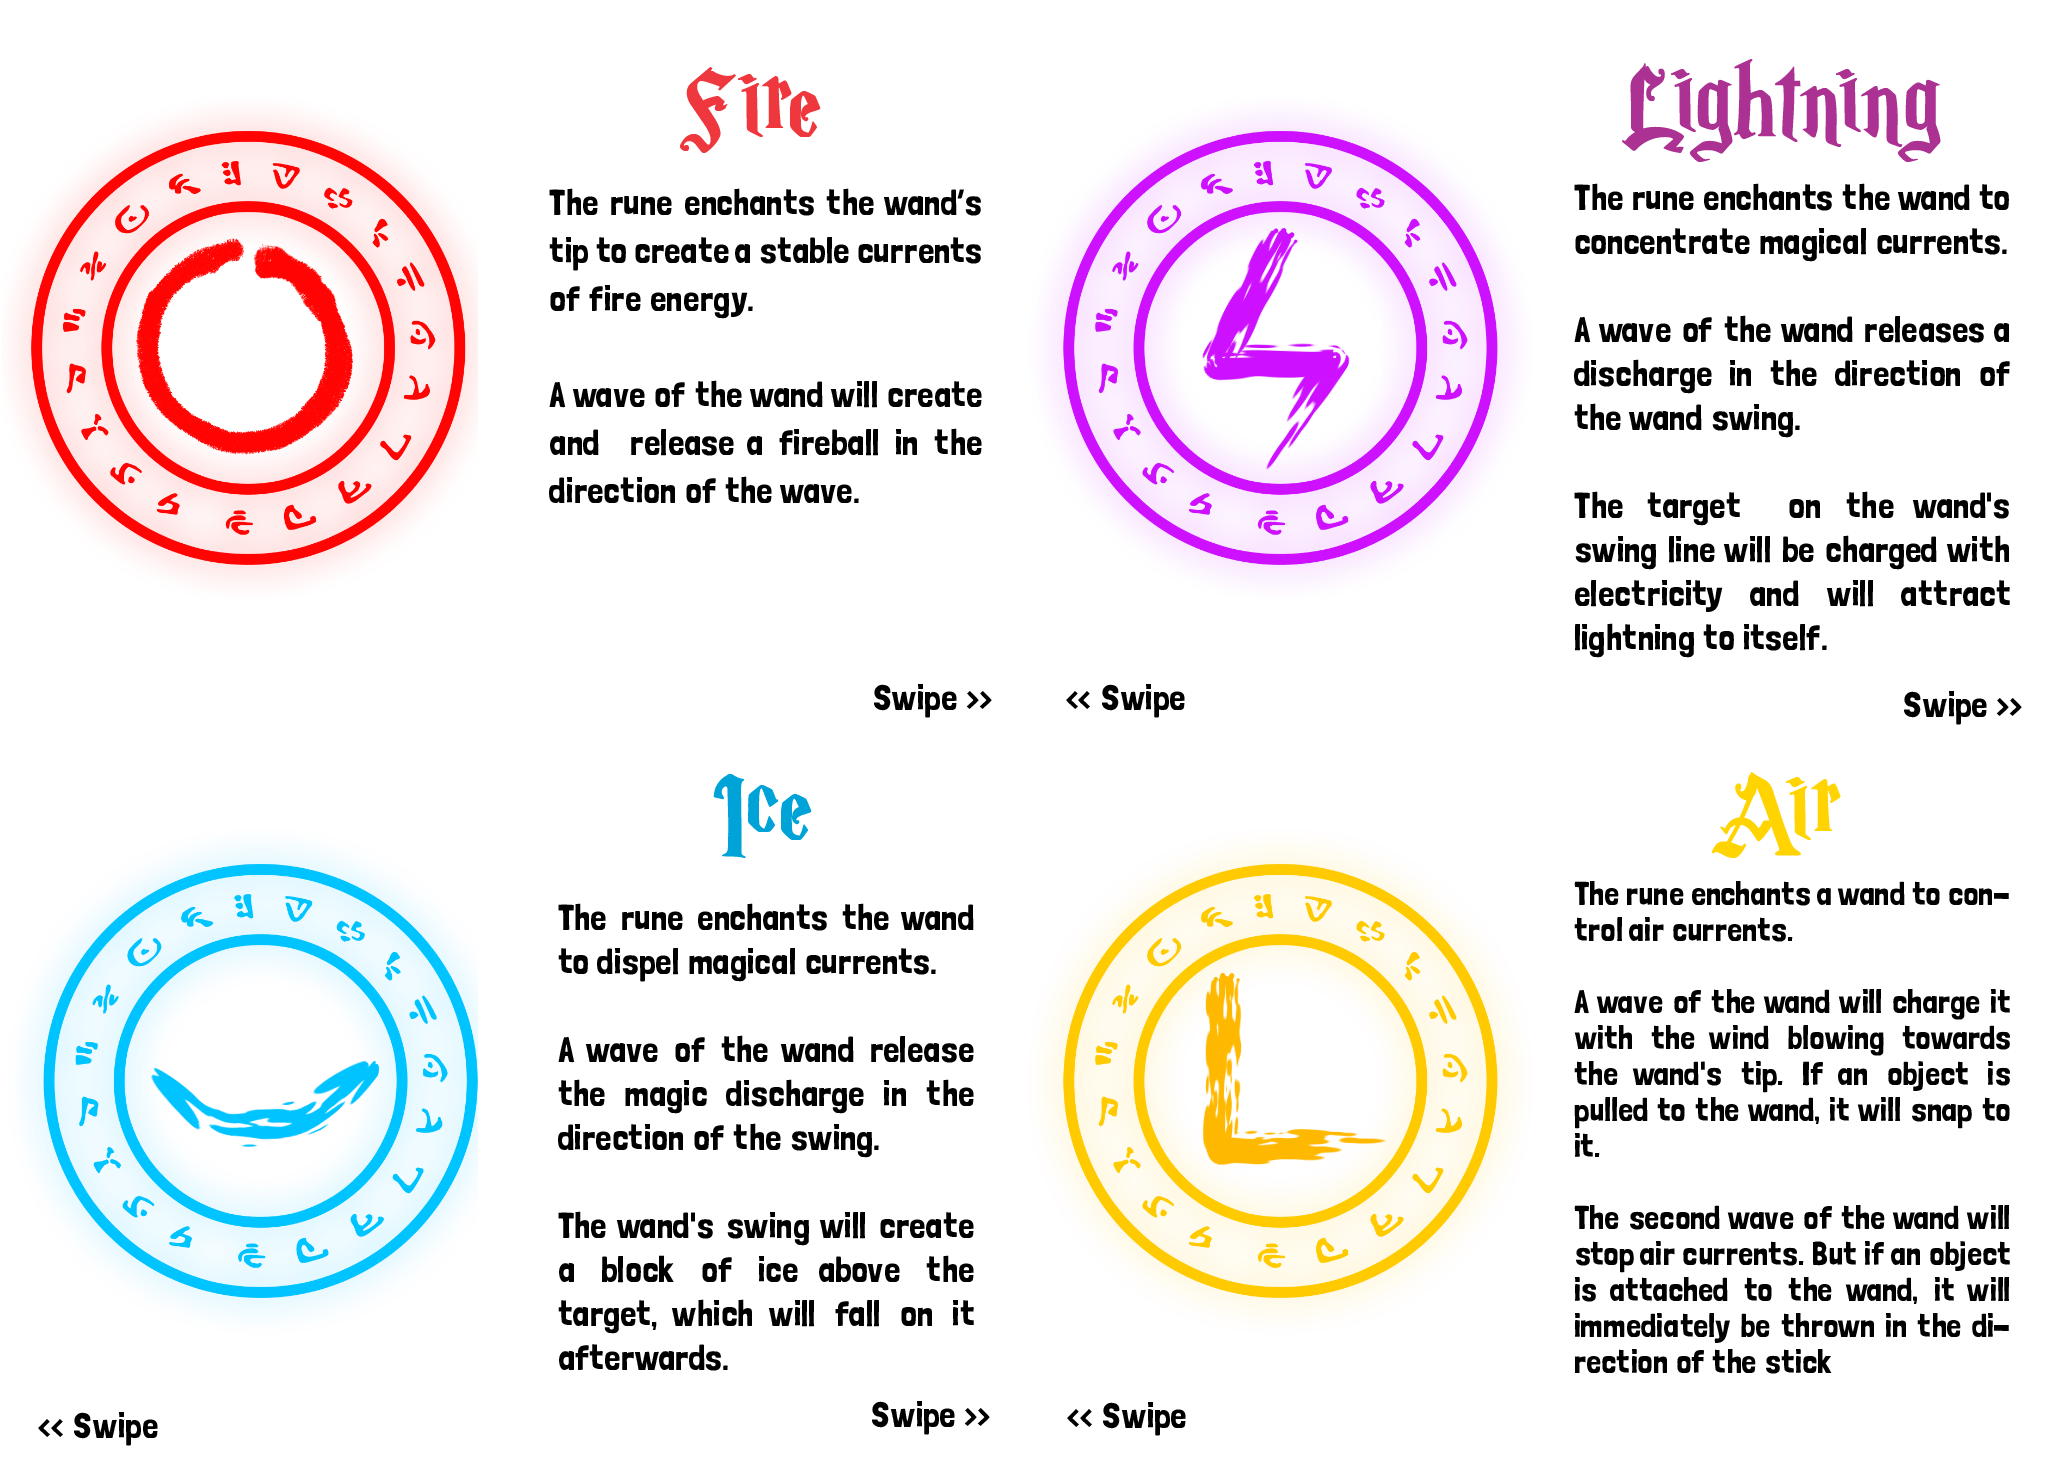 Fire
The rune enchants the wand's
tip to create a stable currents
of fire energy.
A wave of the wand will create
and release a fireball in the
direction of the wave.
Swipe >>
Lightning
The rune enchants the wand to
concentrate magical currents.
A wave of the wand releases a
discharge in the direction of
the wand swing.
The target on the wand's
swing line will be charged with
electricity and will attract
lightning to itself.
<< Swipe
Swipe >>
Ice
The rune enchants the wand
to dispel magical currents.
A wave of the wand release
the magic discharge in the
direction of the swing.
The wand's swing will create
a block of ice above the
target, which will fall on it
afterwards.
<< Swipe
Swipe >>
Air
The rune enchants a wand to con-
trol air currents.
A wave of the wand will charge it
with the wind blowing towards
the wand's tip. If an object is
pulled to the wand, it will snap to
it.
The second wave of the wand will
stop air currents. But if an object
is attached to the wand, it will
immediately be thrown in the di-
rection of the stick
<< Swipe